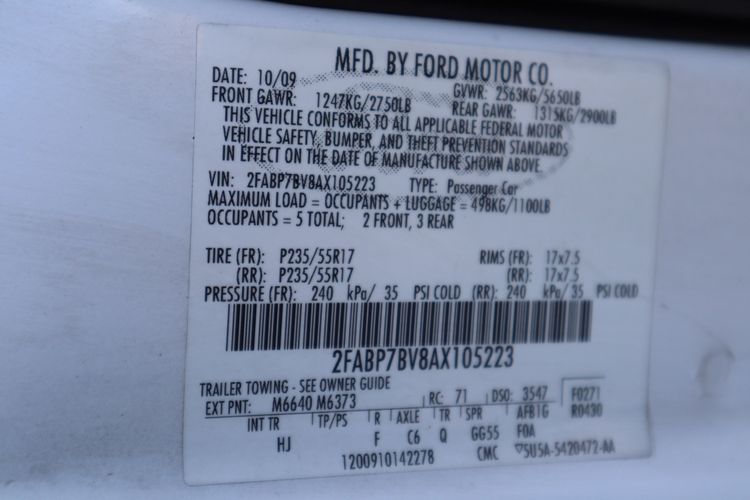 MFD. BY FORD MOTOR CO.
DATE: 10/09 GVWR: 2563KG/5650LB
FRONT GAWR: 1247KG/2750LB REAR GAWR: 1315KG/2900LB
THIS VEHICLE CONFORMS TO ALL APPLICABLE FEDERAL MOTOR
VEHICLE SAFETY, BUMPER, AND THEFT PREVENTION STANDARDS
IN EFFECT ON THE DATE OF MANUFACTURE SHOWN ABOVE
VIN: 2FABP7BV8AX105223 TYPE: Passenger Car
MAXIMUM LOAD = OCCUPANTS + LUGGAGE = 498KG/1100LB
OCCUPANTS = 5 TOTAL; 2 FRONT, 3 REAR
TIRE (FR): P235/55R17 RIMS (FR): 17x7.5
(RR): P235/55R17 (RR): 17x7.5
PRESSURE (FR): 240 kPa/ 35 PSI COLD (RR): 240 kPa/ 35 PSI COLD
2FABP7BV8AX105223
TRAILER TOWING - SEE OWNER GUIDE
EXT PNT: M6640 M6373 RC: 71 DSO: 3547 F0271
INT TR TP/PS R AXLE TR SPR AFB1G R0430
HJ F C6 Q GG55 F0A
1200910142278 CMC ▽5U5A-5420472-AA